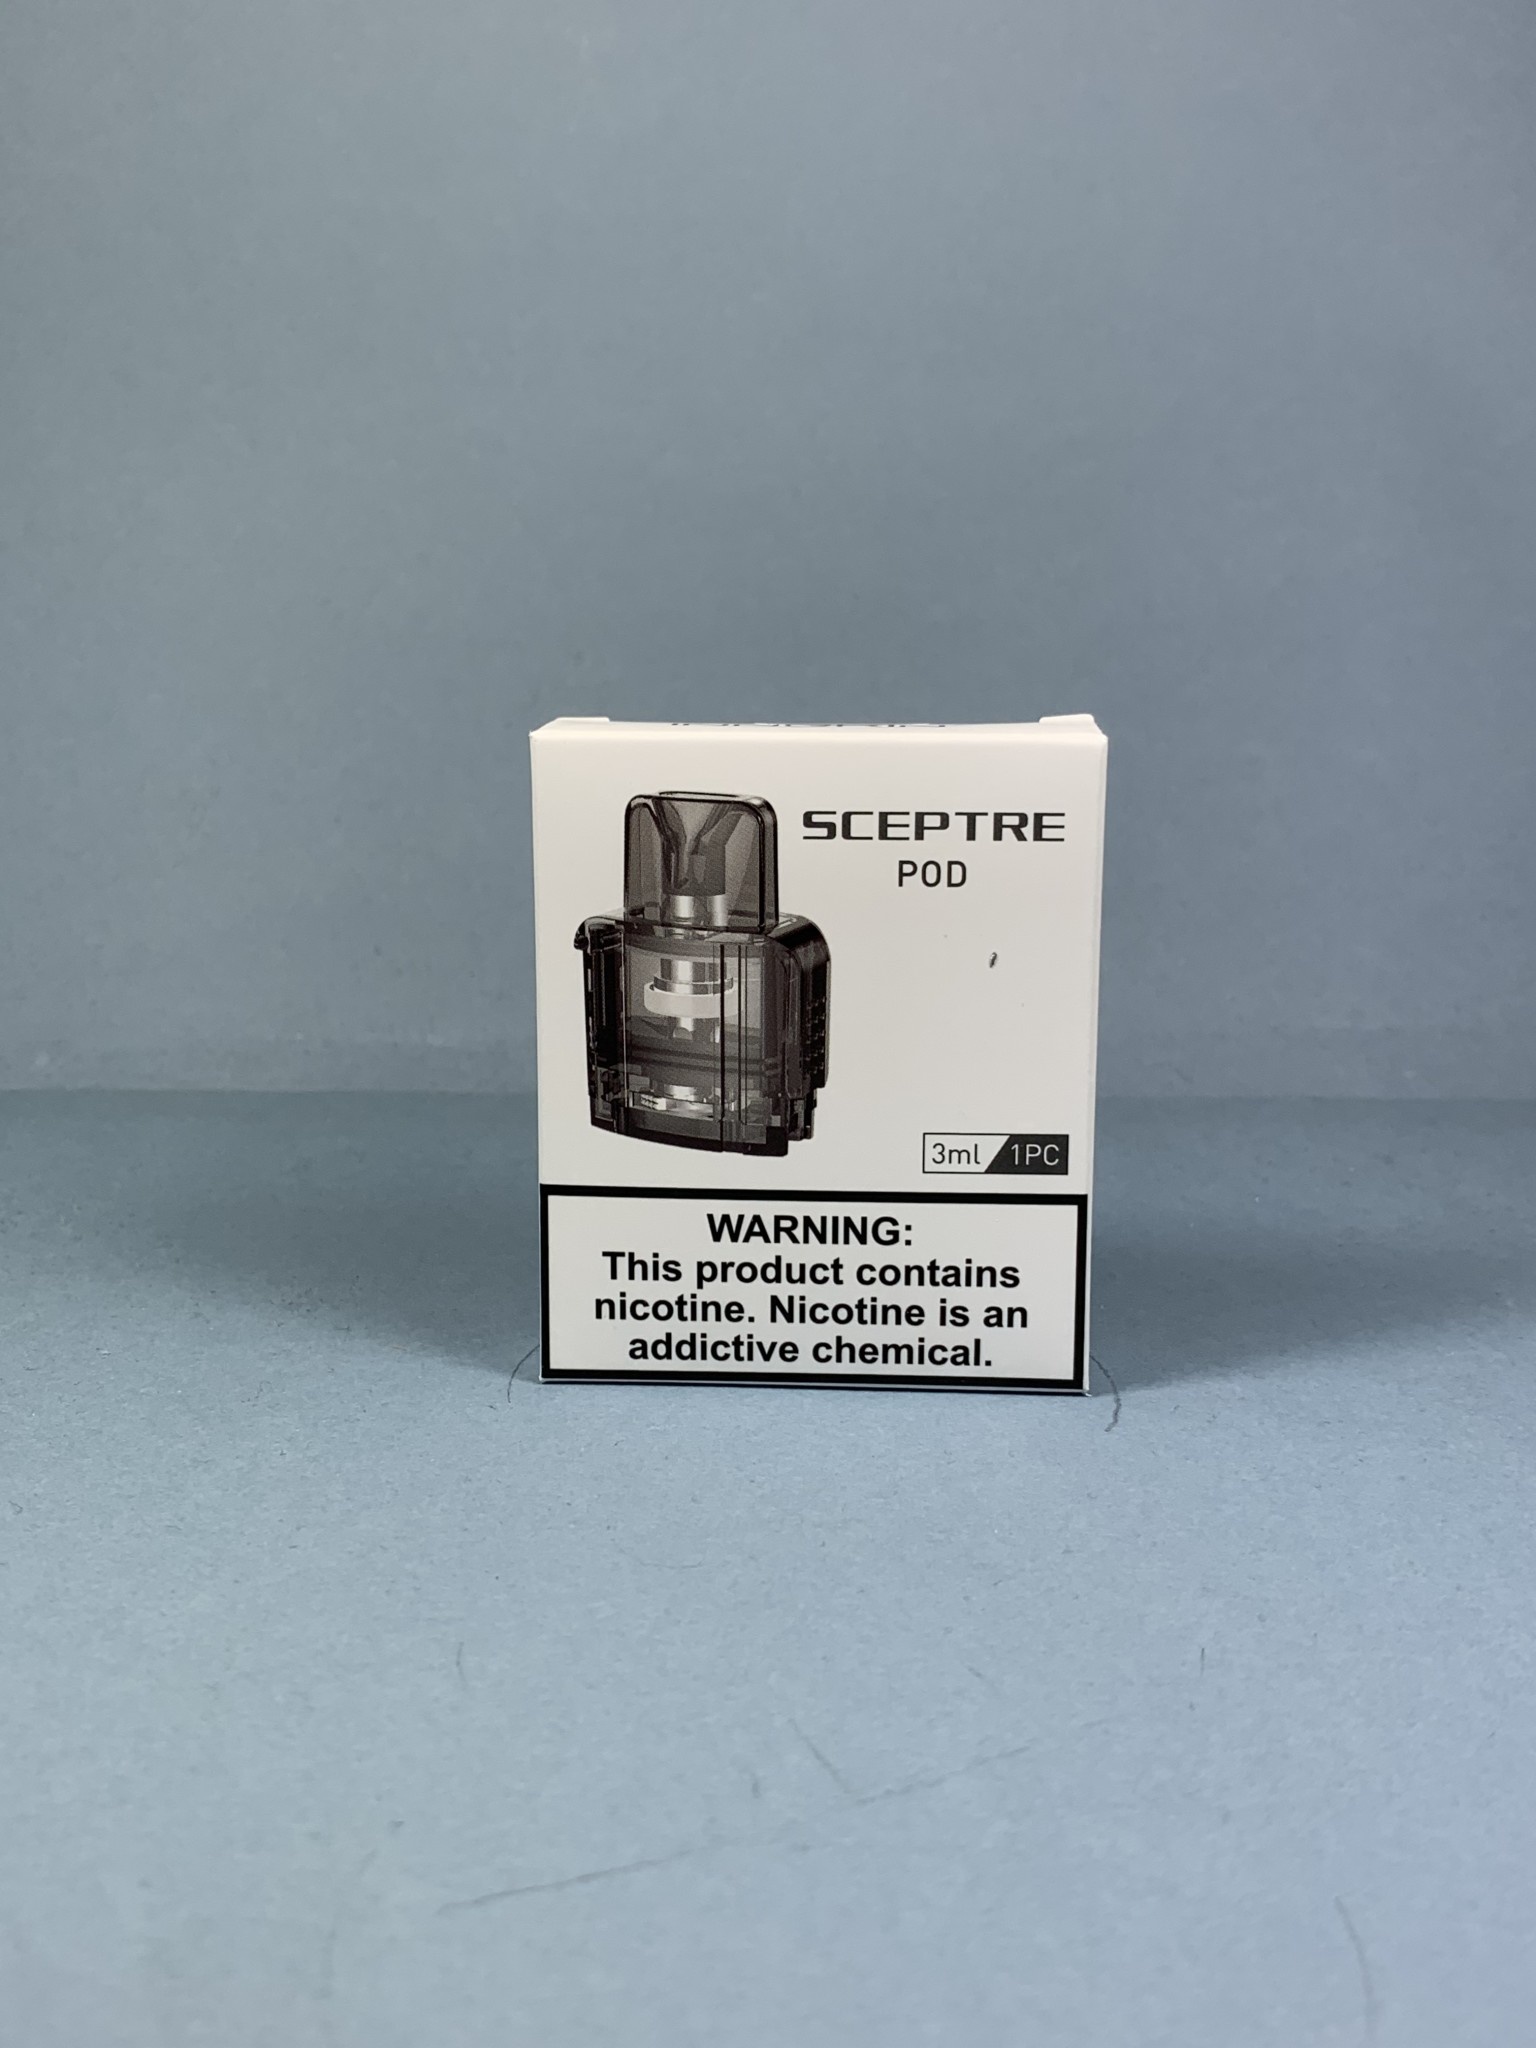 SCEPTRE
POD
3ml 1PC
WARNING:
This product contains
nicotine. Nicotine is an
addictive chemical.